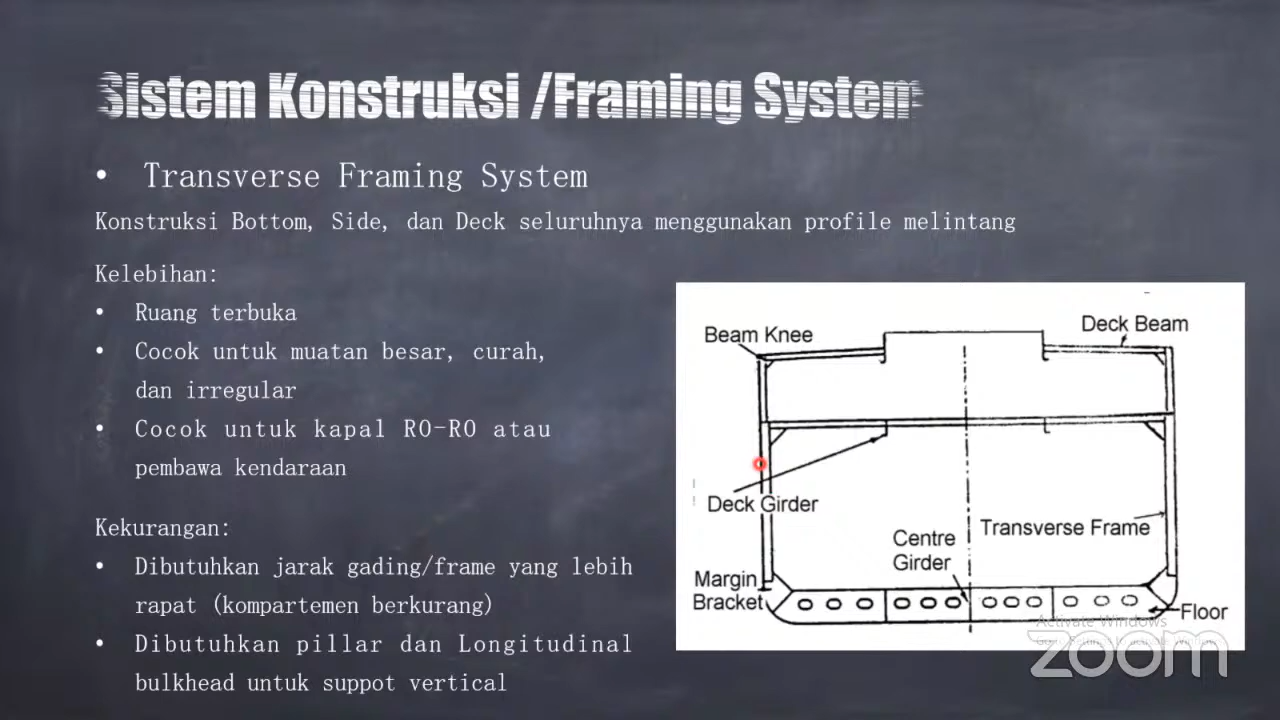 Sistem Konstruksi /Framing System
• Transverse Framing System
Konstruksi Bottom, Side, dan Deck seluruhnya menggunakan profile melintang
Kelebihan:
• Ruang terbuka
• Cocok untuk muatan besar, curah,
dan irregular
• Cocok untuk kapal RO-RO atau
pembawa kendaraan
Kekurangan:
• Dibutuhkan jarak gading/frame yang lebih
rapat (kompartemen berkurang)
• Dibutuhkan pillar dan Longitudinal
bulkhead untuk suppot vertical
Beam Knee
Deck Beam
Deck Girder
Transverse Frame
Centre
Girder
Margin
Bracket
Floor
Activate Windows
zoom